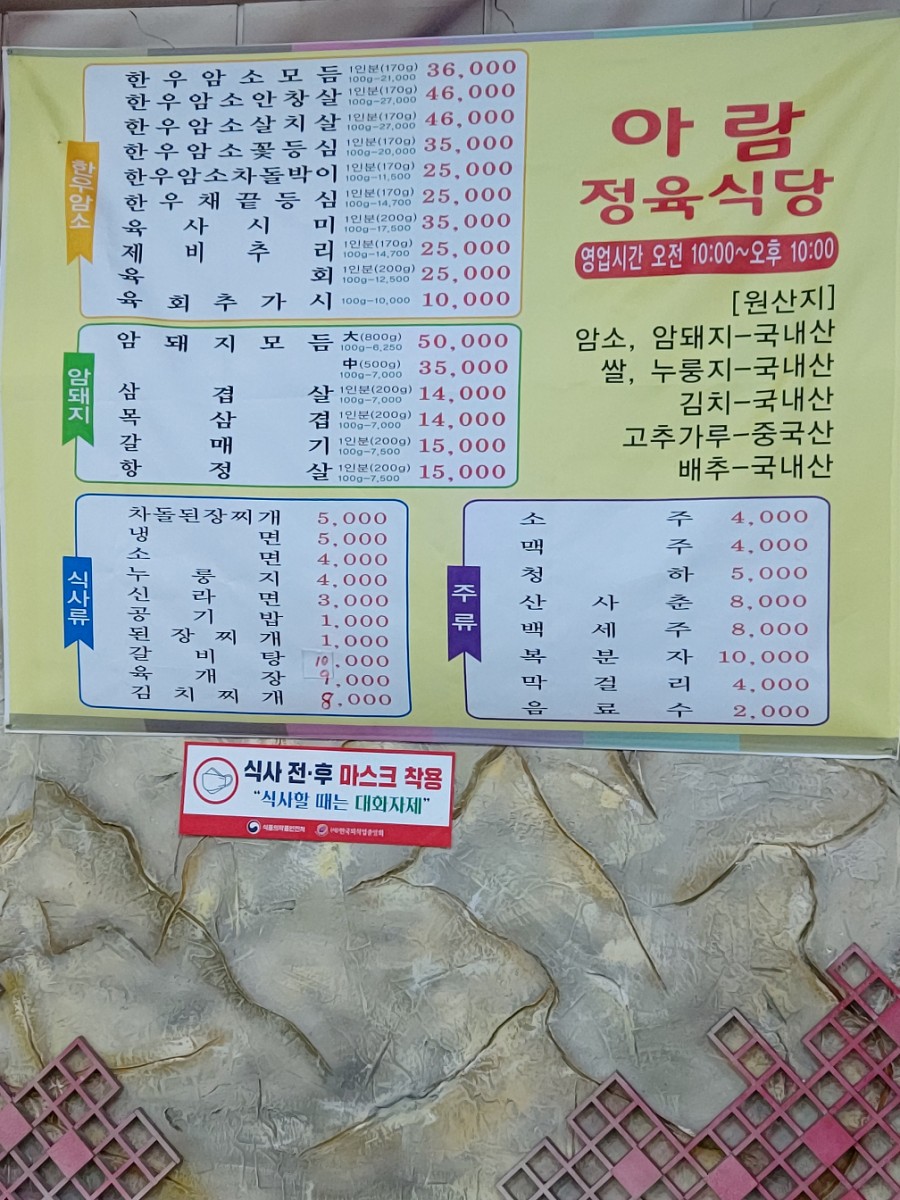 한우암소
한우암소모듬 1인분(170g) 100g-21,000 36,000
한우암소안창살 1인분(170g) 100g-27,000 46,000
한우암소살치살 1인분(170g) 100g-27,000 46,000
한우암소꽃등심 1인분(170g) 100g-20,000 35,000
한우암소차돌박이 1인분(170g) 100g-11,500 25,000
한우채끝등심 1인분(170g) 100g-14,700 25,000
육사시미 1인분(200g) 100g-17,500 35,000
제비추리 1인분(170g) 100g-14,700 25,000
육회 1인분(200g) 100g-12,500 25,000
육회추가시 100g-10,000 10,000
암돼지
암돼지모듬 大(800g) 100g-6,250 50,000
中(500g) 100g-7,000 35,000
삼겹살 1인분(200g) 100g-7,000 14,000
목삼겹 1인분(200g) 100g-7,000 14,000
갈매기 1인분(200g) 100g-7,500 15,000
항정살 1인분(200g) 100g-7,500 15,000
아람
정육식당
영업시간 오전 10:00~오후 10:00
[원산지]
암소, 암돼지-국내산
쌀, 누룽지-국내산
김치-국내산
고추가루-중국산
배추-국내산
식사류
차돌된장찌개 5,000
냉면 5,000
소면 4,000
누룽지 4,000
신라면 3,000
공기밥 1,000
된장찌개 1,000
갈비탕 10,000
육개장 9,000
김치찌개 8,000
주류
소주 4,000
맥주 4,000
청하 5,000
산사춘 8,000
백세주 8,000
복분자 10,000
막걸리 4,000
음료수 2,000
식사 전·후 마스크 착용
"식사할 때는 대화자제"
식품의약품안전처 (사)한국외식업중앙회